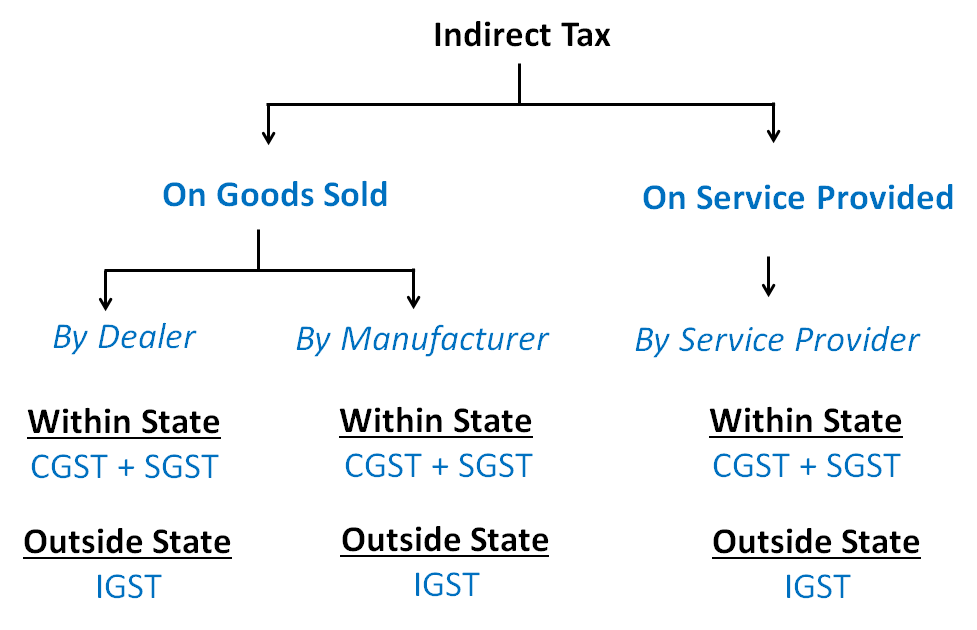 Indirect Tax
On Goods Sold
On Service Provided
By Dealer
By Manufacturer
By Service Provider
Within State
CGST + SGST
Outside State
IGST
Within State
CGST + SGST
Outside State
IGST
Within State
CGST + SGST
Outside State
IGST